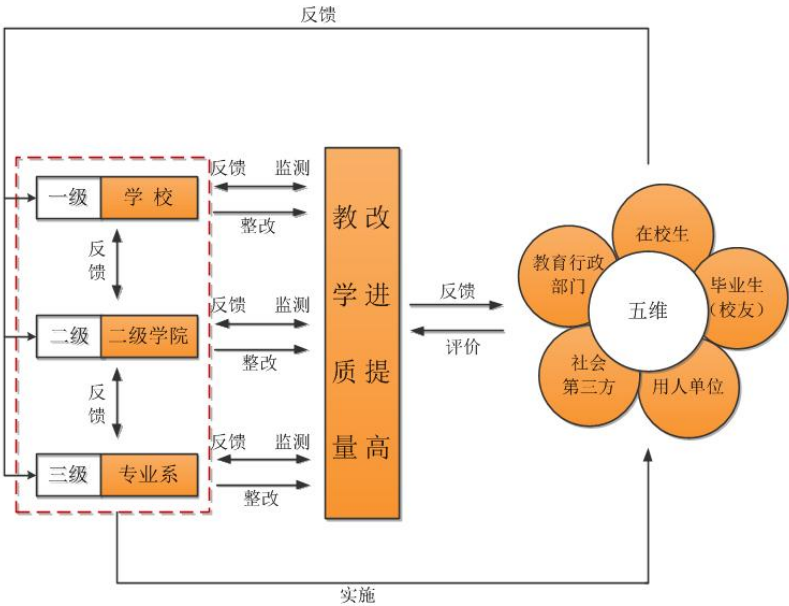 反馈
一级 学校
反馈 监测
整改
反
馈
二级 二级学院
反馈 监测
整改
反
馈
三级 专业系
反馈 监测
整改
教 改
学 进
质 提
量 高
反馈
评价
在校生
教育行政
部门
毕业生
（校友）
五维
社会
第三方
用人单位
实施